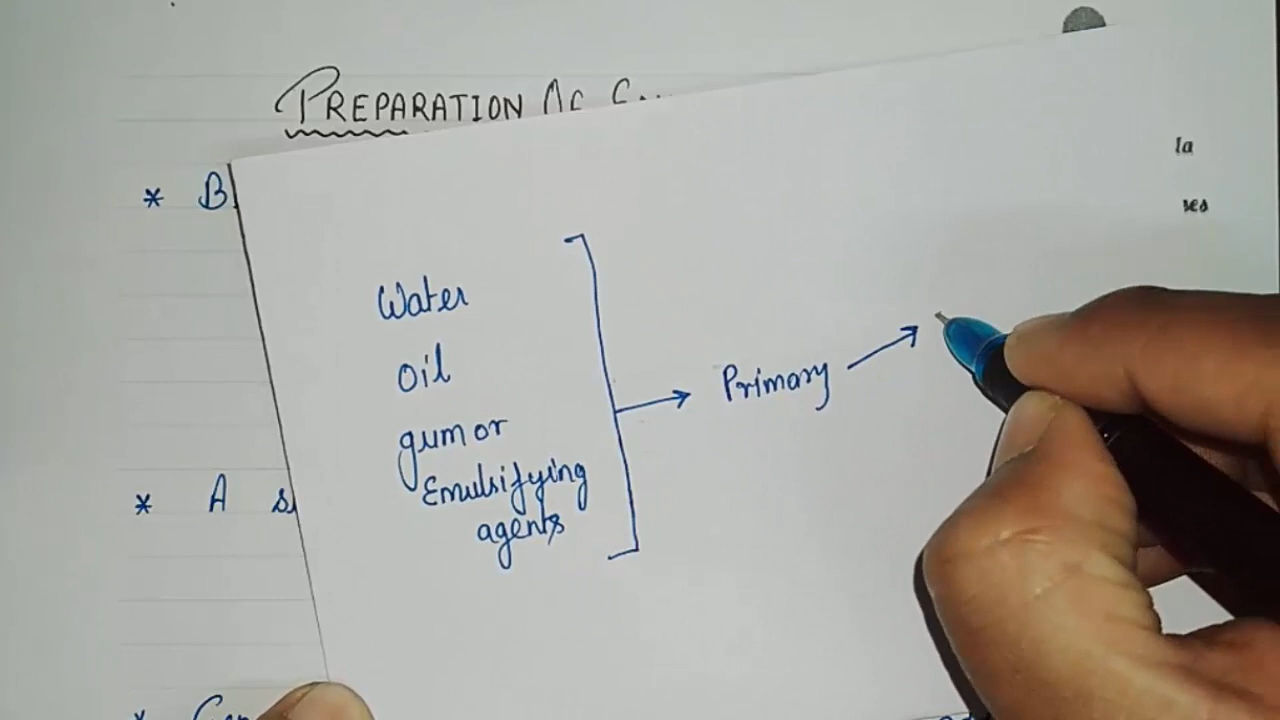 PREPARATION
* B
Water
Oil
gum or
Emulsifying
agents
Primary
* A
la
ses